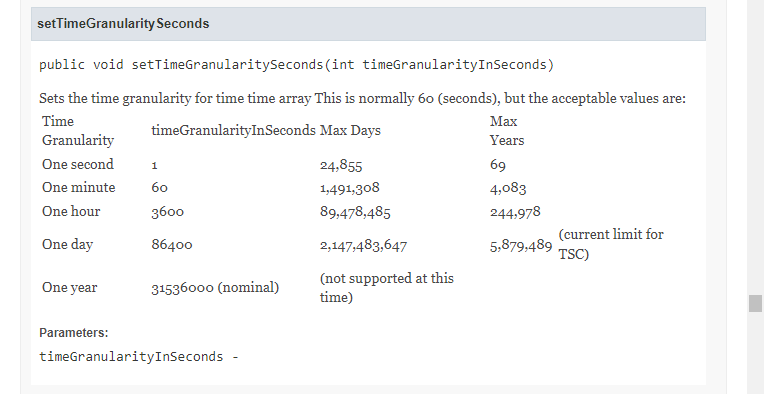 setTimeGranularitySeconds
public void setTimeGranularitySeconds(int timeGranularityInSeconds)
Sets the time granularity for time time array This is normally 60 (seconds), but the acceptable values are:
Time Granularity timeGranularityInSeconds Max Days Max Years
One second 1 24,855 69
One minute 60 1,491,308 4,083
One hour 3600 89,478,485 244,978
One day 86400 2,147,483,647 5,879,489 (current limit for TSC)
One year 31536000 (nominal) (not supported at this time)
Parameters:
timeGranularityInSeconds -